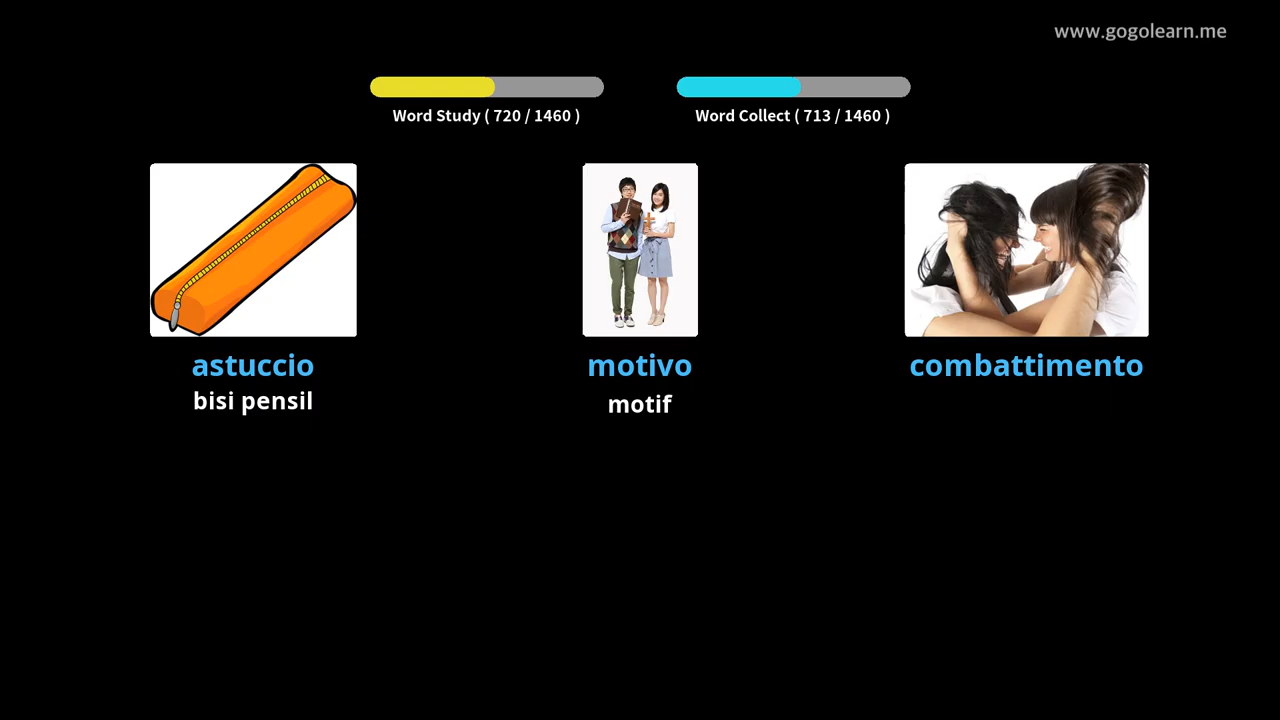 www.gogolearn.me
Word Study ( 720 / 1460 )
Word Collect ( 713 / 1460 )
astuccio
bisi pensil
motivo
motif
combattimento